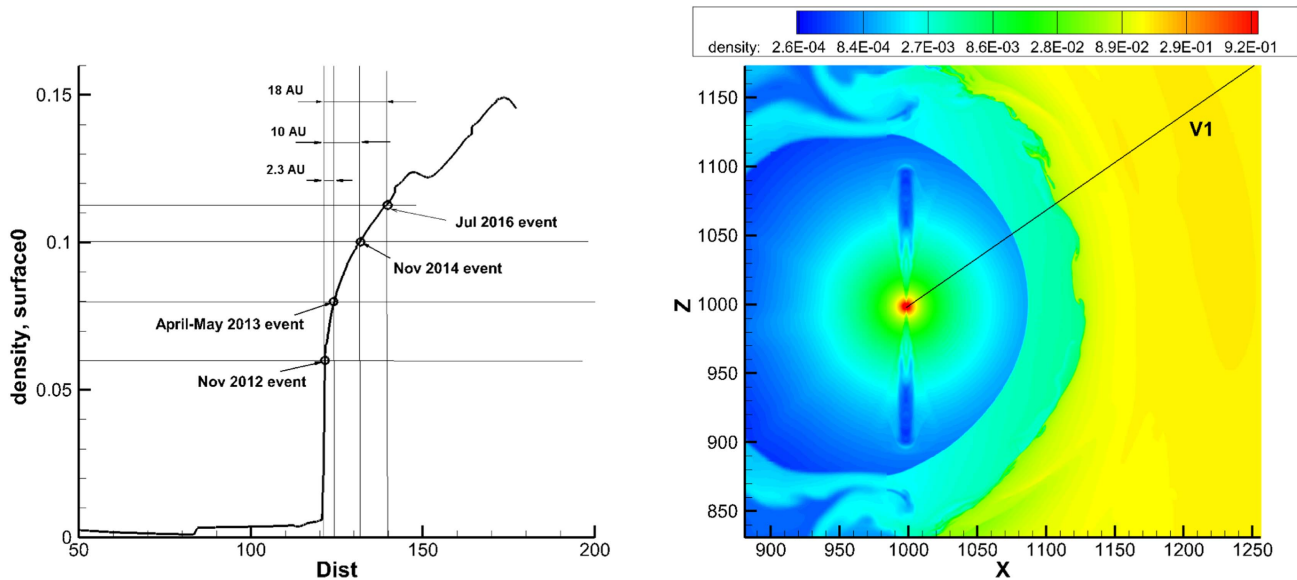 0.15
0.1
0.05
0
50
100
150
200
Dist
density, surface0
18 AU
10 AU
2.3 AU
Jul 2016 event
Nov 2014 event
April-May 2013 event
Nov 2012 event
density: 2.6E-04 8.4E-04 2.7E-03 8.6E-03 2.8E-02 8.9E-02 2.9E-01 9.2E-01
V1
Z
1150
1100
1050
1000
950
900
850
900 950 1000 1050 1100 1150 1200 1250
X